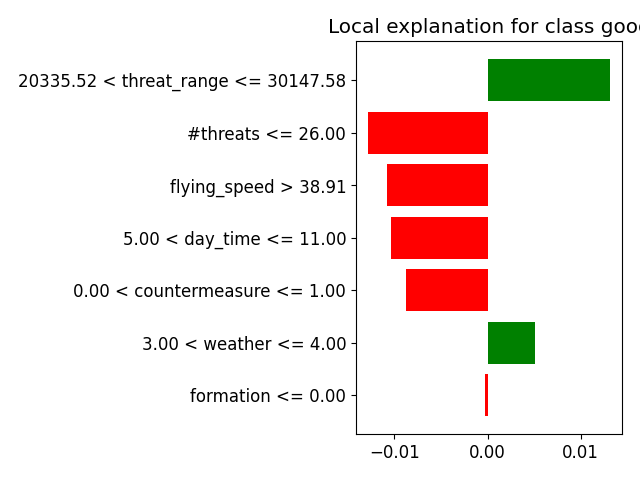 Local explanation for class good
20335.52 < threat_range <= 30147.58
#threats <= 26.00
flying_speed > 38.91
5.00 < day_time <= 11.00
0.00 < countermeasure <= 1.00
3.00 < weather <= 4.00
formation <= 0.00
−0.01 0.00 0.01